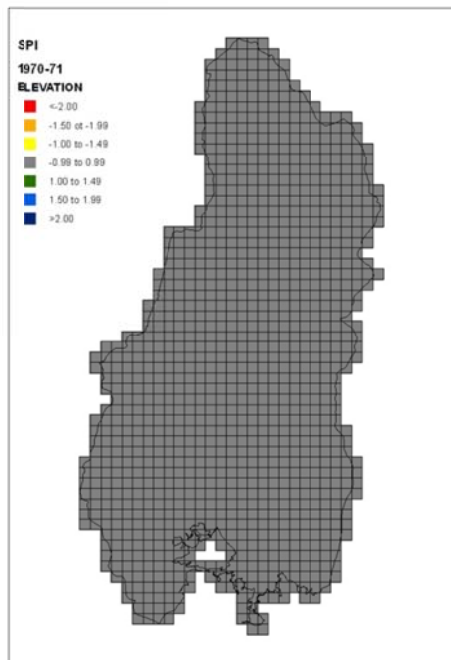 SPI
1970-71
ELEVATION
<-2.00
-1.50 ot -1.99
-1.00 to -1.49
-0.99 to 0.99
1.00 to 1.49
1.50 to 1.99
>2.00